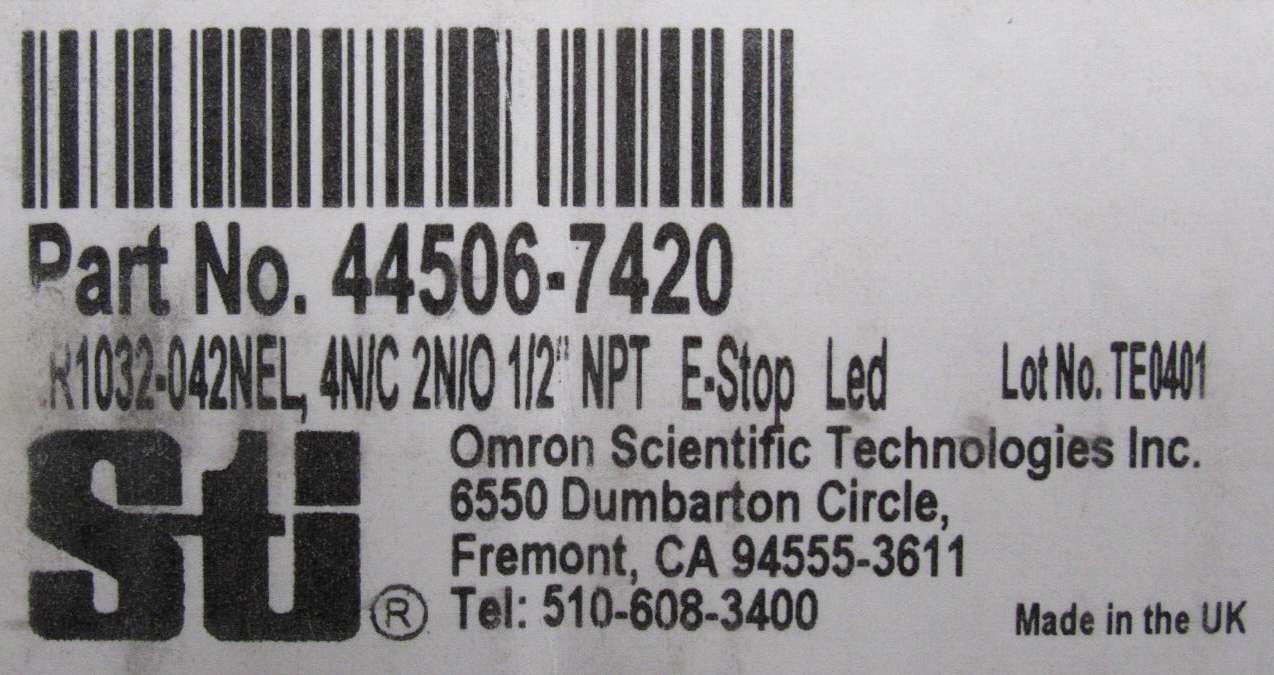 Part No. 44506-7420
R1032-042NEL, 4N/C 2N/O 1/2" NPT E-Stop Led
Lot No. TE0401
Sti®
Omron Scientific Technologies Inc.
6550 Dumbarton Circle,
Fremont, CA 94555-3611
Tel: 510-608-3400
Made in the UK